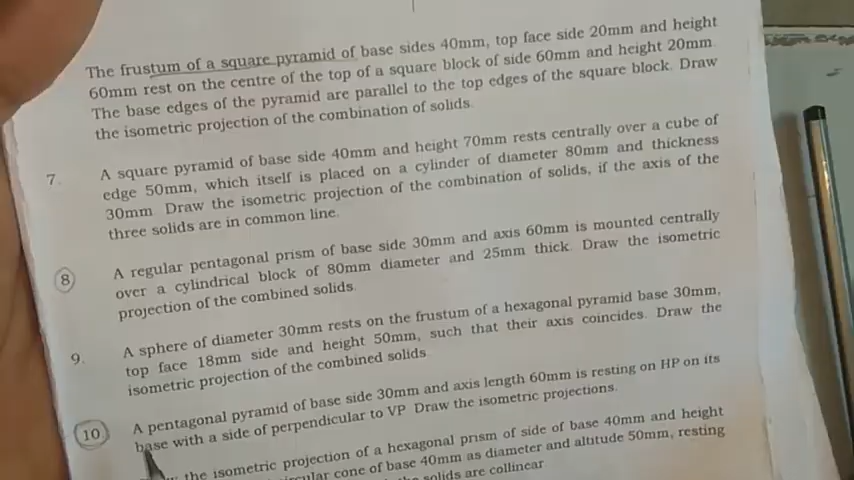 The frustum of a square pyramid of base sides 40mm, top face side 20mm and height
60mm rest on the centre of the top of a square block of side 60mm and height 20mm
The base edges of the pyramid are parallel to the top edges of the square block. Draw
the isometric projection of the combination of solids.
7. A square pyramid of base side 40mm and height 70mm rests centrally over a cube of
edge 50mm, which itself is placed on a cylinder of diameter 80mm and thickness
30mm. Draw the isometric projection of the combination of solids, if the axis of the
three solids are in common line.
8 A regular pentagonal prism of base side 30mm and axis 60mm is mounted centrally
over a cylindrical block of 80mm diameter and 25mm thick. Draw the isometric
projection of the combined solids.
9. A sphere of diameter 30mm rests on the frustum of a hexagonal pyramid base 30mm,
top face 18mm side and height 50mm, such that their axis coincides. Draw the
isometric projection of the combined solids.
10 A pentagonal pyramid of base side 30mm and axis length 60mm is resting on HP on its
base with a side of perpendicular to VP. Draw the isometric projections.
the isometric projection of a hexagonal prism of side of base 40mm and height
cone of base 40mm as diameter and altitude 50mm, resting
solids are collinear